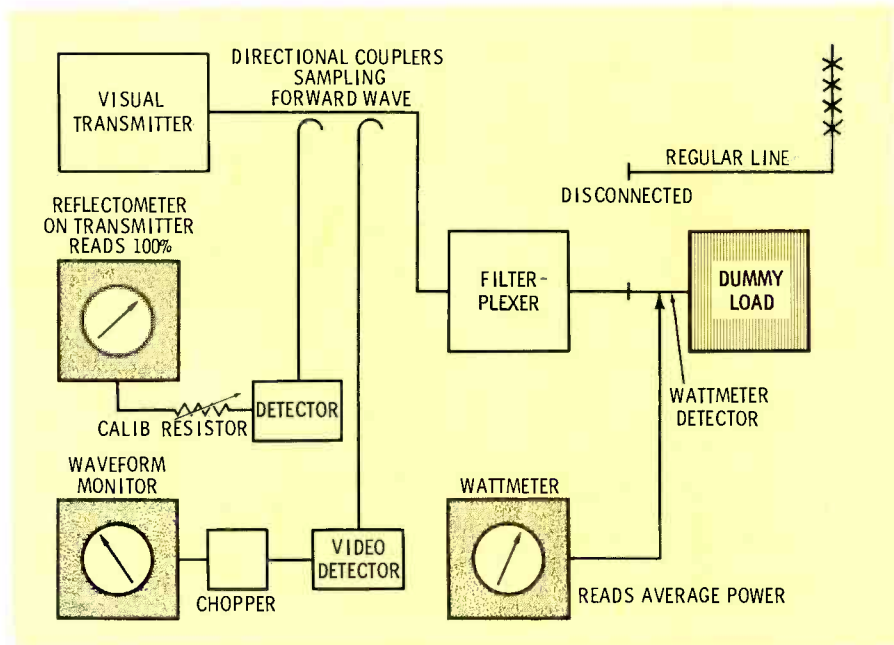 DIRECTIONAL COUPLERS
SAMPLING
FORWARD WAVE
VISUAL
TRANSMITTER
REGULAR LINE
DISCONNECTED
REFLECTOMETER
ON TRANSMITTER
READS 100%
FILTER-
PLEXER
DUMMY
LOAD
DETECTOR
CALIB RESISTOR
WATTMETER
DETECTOR
WAVEFORM
MONITOR
WATTMETER
VIDEO
DETECTOR
CHOPPER
READS AVERAGE POWER